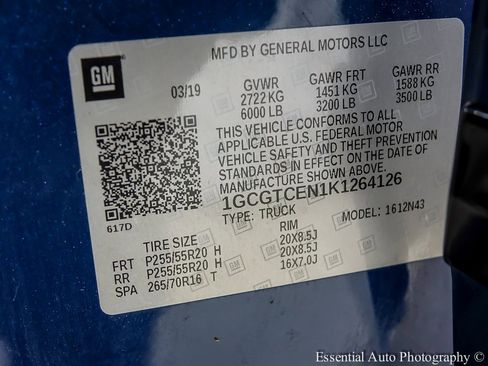 MFD BY GENERAL MOTORS LLC
GM
03/19
GVWR GAWR FRT GAWR RR
2722 KG 1451 KG 1588 KG
6000 LB 3200 LB 3500 LB
THIS VEHICLE CONFORMS TO ALL
APPLICABLE U.S. FEDERAL MOTOR
VEHICLE SAFETY AND THEFT PREVENTION
STANDARDS IN EFFECT ON THE DATE OF
1GCGTCEN1K1264126
617D
TYPE: TRUCK MODEL: 1612N43
TIRE SIZE RIM
FRT P255/55R20 H 20X8.5J
RR P255/55R20 H 20X8.5J
SPA 265/70R16 T 16X7.0J
Essential Auto Photography ©